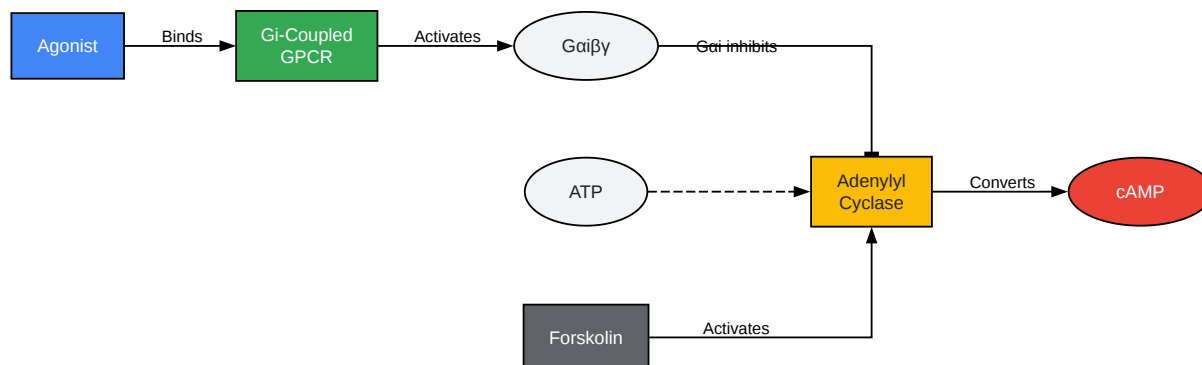 Agonist
Binds
Gi-Coupled
GPCR
Activates
Gαiβγ
Gαi inhibits
ATP
Adenylyl
Cyclase
Converts
cAMP
Forskolin
Activates